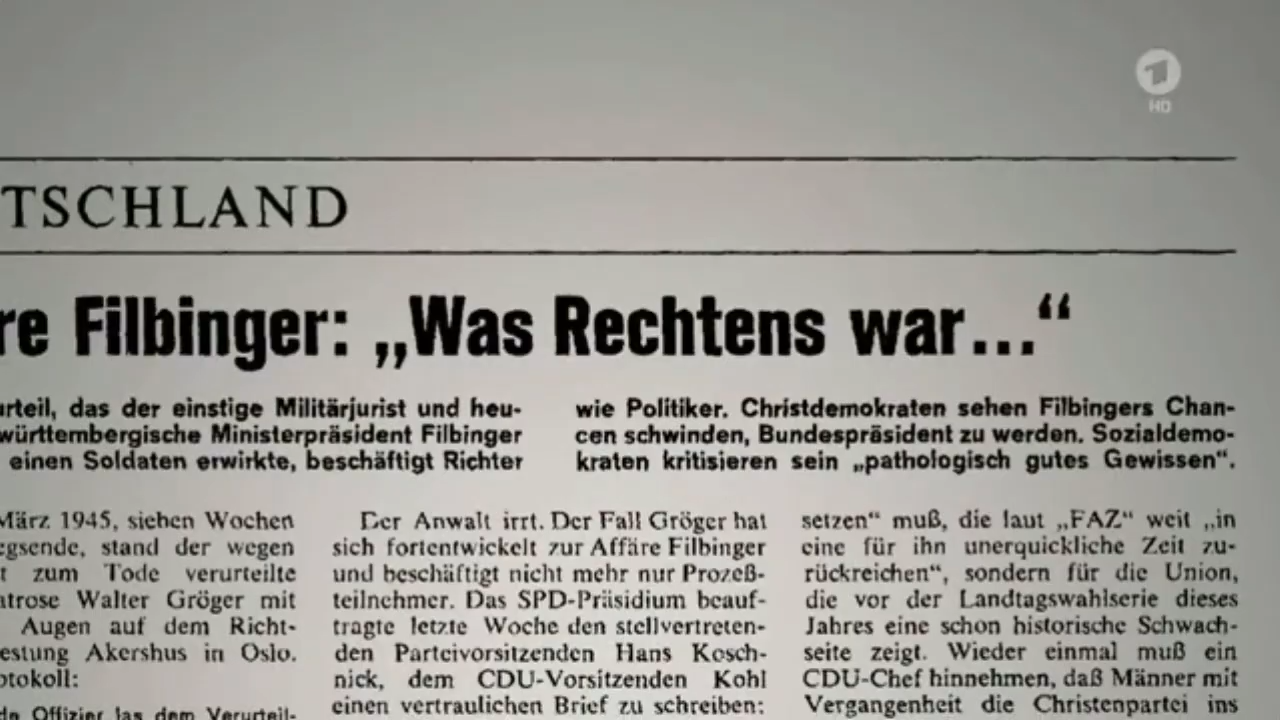 HD
TSCHLAND
re Filbinger: „Was Rechtens war...“
urteil, das der einstige Militärjurist und heu-
württembergische Ministerpräsident Filbinger
einen Soldaten erwirkte, beschäftigt Richter
wie Politiker. Christdemokraten sehen Filbingers Chan-
cen schwinden, Bundespräsident zu werden. Sozialdemo-
kraten kritisieren sein „pathologisch gutes Gewissen“.
März 1945, sieben Wochen
egsende, stand der wegen
t zum Tode verurteilte
atrose Walter Gröger mit
Augen auf dem Richt-
estung Akershus in Oslo.
otokoll:
de Offizier las dem Verurteil-
Der Anwalt irrt. Der Fall Gröger hat
sich fortentwickelt zur Affäre Filbinger
und beschäftigt nicht mehr nur Prozeß-
teilnehmer. Das SPD-Präsidium beauf-
tragte letzte Woche den stellvertreten-
den Parteivorsitzenden Hans Kosch-
nick, dem CDU-Vorsitzenden Kohl
einen vertraulichen Brief zu schreiben:
setzen“ muß, die laut „FAZ“ weit „in
eine für ihn unerquickliche Zeit zu-
rückreichen“, sondern für die Union,
die vor der Landtagswahlserie dieses
Jahres eine schon historische Schwach-
seite zeigt. Wieder einmal muß ein
CDU-Chef hinnehmen, daß Männer mit
Vergangenheit die Christenpartei ins